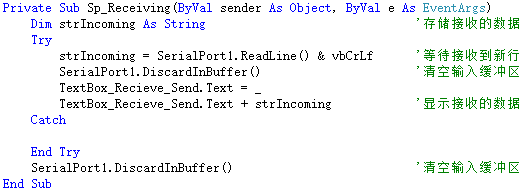 Private Sub Sp_Receiving(ByVal sender As Object, ByVal e As EventArgs)
Dim strIncoming As String '存储接收的数据
Try
strIncoming = SerialPort1.ReadLine() & vbCrLf '等待接收到新行
SerialPort1.DiscardInBuffer() '清空输入缓冲区
TextBox_Recieve_Send.Text = _
TextBox_Recieve_Send.Text + strIncoming '显示接收的数据
Catch
End Try
SerialPort1.DiscardInBuffer() '清空输入缓冲区
End Sub